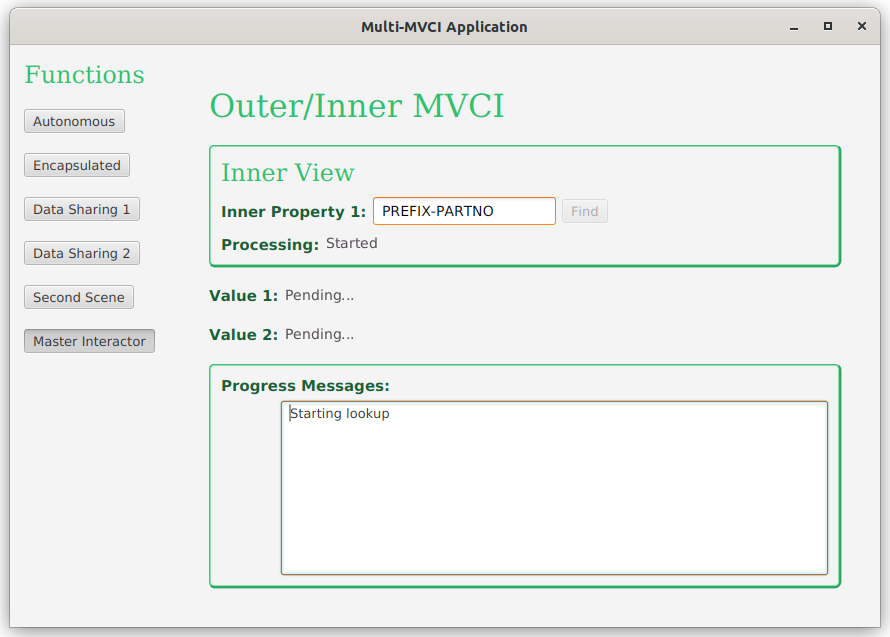 Multi-MVCI Application
Functions
Autonomous
Encapsulated
Data Sharing 1
Data Sharing 2
Second Scene
Master Interactor
Outer/Inner MVCI
Inner View
Inner Property 1: PREFIX-PARTNO Find
Processing: Started
Value 1: Pending...
Value 2: Pending...
Progress Messages:
Starting lookup